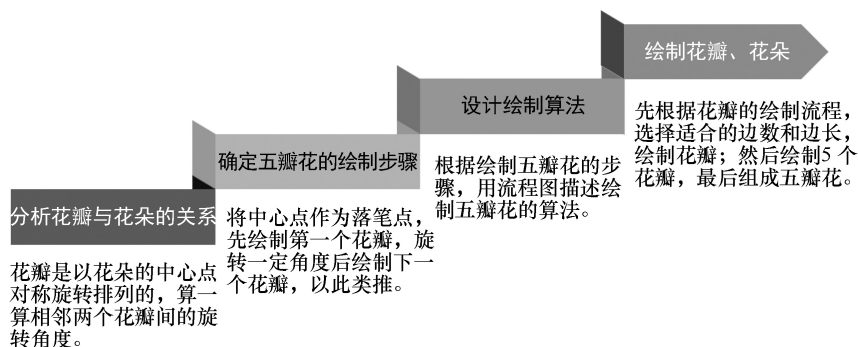 分析花瓣与花朵的关系
花瓣是以花朵的中心点
对称旋转排列的，算一
算相邻两个花瓣间的旋
转角度。
确定五瓣花的绘制步骤
将中心点作为落笔点，
先绘制第一个花瓣，旋
转一定角度后绘制下一
个花瓣，以此类推。
设计绘制算法
根据绘制五瓣花的步
骤，用流程图描述绘
制五瓣花的算法。
绘制花瓣、花朵
先根据花瓣的绘制流程，
选择适合的边数和边长，
绘制花瓣；然后绘制5 个
花瓣，最后组成五瓣花。